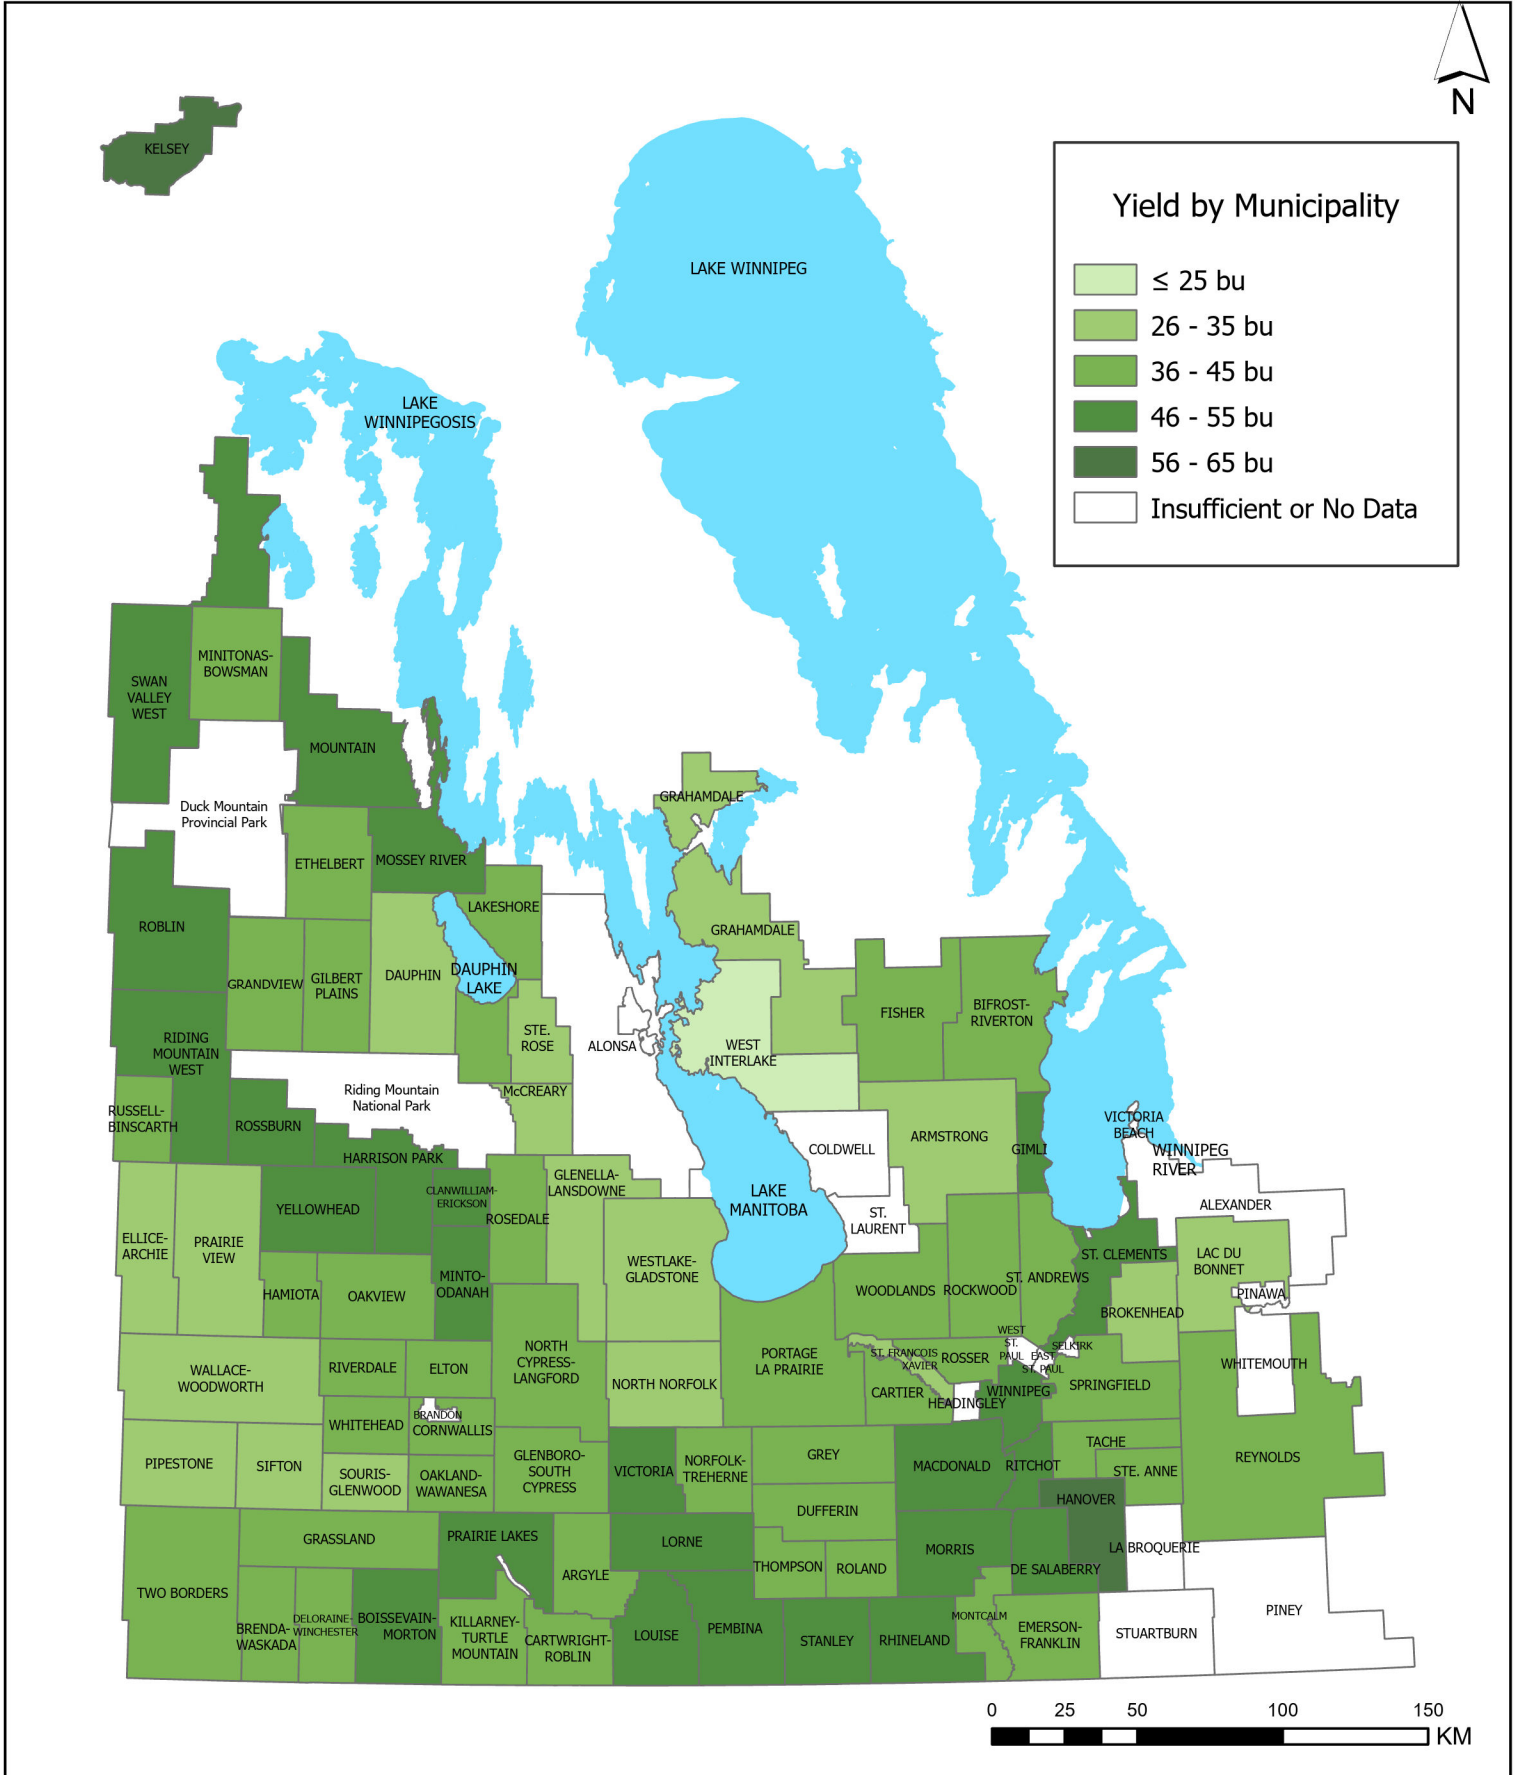 N
KELSEY
Yield by Municipality
≤ 25 bu
26 - 35 bu
36 - 45 bu
46 - 55 bu
56 - 65 bu
Insufficient or No Data
LAKE WINNIPEG
LAKE
WINNIPEGOSIS
MINITONAS-
BOWSMAN
SWAN
VALLEY
WEST
MOUNTAIN
Duck Mountain
Provincial Park
GRAHAMDALE
ETHELBERT
MOSSEY RIVER
LAKESHORE
ROBLIN
GRAHAMDALE
GRANDVIEW
GILBERT
PLAINS
DAUPHIN
DAUPHIN
LAKE
FISHER
BIFROST-
RIVERTON
STE.
ROSE
ALONSA
WEST
INTERLAKE
RIDING
MOUNTAIN
WEST
Riding Mountain
National Park
McCREARY
RUSSELL-
BINSCARTH
ROSSBURN
HARRISON PARK
ARMSTRONG
COLDWELL
GIMLI
VICTORIA
BEACH
WINNIPEG
RIVER
ALEXANDER
GLENELLA-
LANSDOWNE
CLANWILLIAM-
ERICKSON
YELLOWHEAD
ROSEDALE
LAKE
MANITOBA
ST.
LAURENT
ELLICE-
ARCHIE
PRAIRIE
VIEW
ST. CLEMENTS
LAC DU
BONNET
WESTLAKE-
GLADSTONE
MINTO-
ODANAH
HAMIOTA
OAKVIEW
WOODLANDS
ROCKWOOD
ST. ANDREWS
PINAWA
BROKENHEAD
NORTH
CYPRESS-
LANGFORD
PORTAGE
LA PRAIRIE
WEST
ST.
PAUL
EAST
ST. PAUL
SELKIRK
ST. FRANCOIS
XAVIER
ROSSER
WHITEMOUTH
WALLACE-
WOODWORTH
RIVERDALE
ELTON
NORTH NORFOLK
CARTIER
HEADINGLEY
WINNIPEG
SPRINGFIELD
BRANDON
WHITEHEAD
CORNWALLIS
PIPESTONE
SIFTON
SOURIS-
GLENWOOD
OAKLAND-
WAWANESA
GLENBORO-
SOUTH
CYPRESS
VICTORIA
NORFOLK-
TREHERNE
GREY
MACDONALD
RITCHOT
TACHE
STE. ANNE
REYNOLDS
HANOVER
DUFFERIN
GRASSLAND
PRAIRIE LAKES
LORNE
MORRIS
LA BROQUERIE
THOMPSON
ROLAND
DE SALABERRY
ARGYLE
TWO BORDERS
BRENDA-
WASKADA
DELORAINE-
WINCHESTER
BOISSEVAIN-
MORTON
KILLARNEY-
TURTLE
MOUNTAIN
CARTWRIGHT-
ROBLIN
LOUISE
PEMBINA
STANLEY
RHINELAND
MONTCALM
EMERSON-
FRANKLIN
STUARTBURN
PINEY
0 25 50 100 150
KM